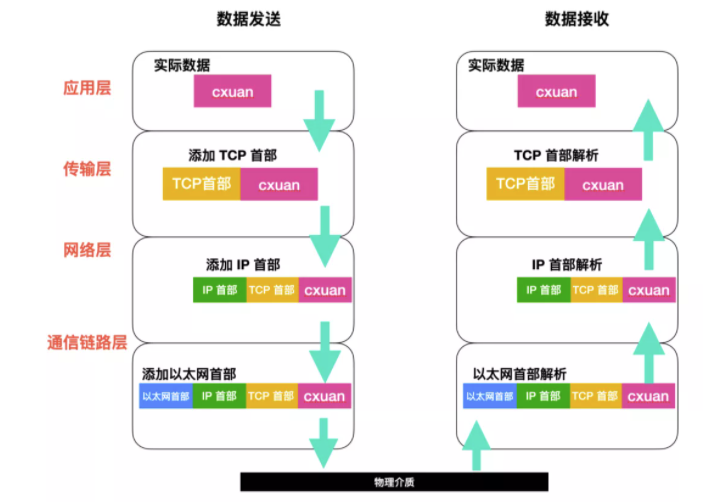 数据发送 数据接收
应用层
实际数据
cxuan
实际数据
cxuan
传输层
添加 TCP 首部
TCP首部 cxuan
TCP 首部解析
TCP首部 cxuan
网络层
添加 IP 首部
IP 首部 TCP 首部 cxuan
IP 首部解析
IP 首部 TCP 首部 cxuan
通信链路层
添加以太网首部
以太网首部 IP 首部 TCP 首部 cxuan
以太网首部解析
以太网首部 IP 首部 TCP 首部 cxuan
物理介质